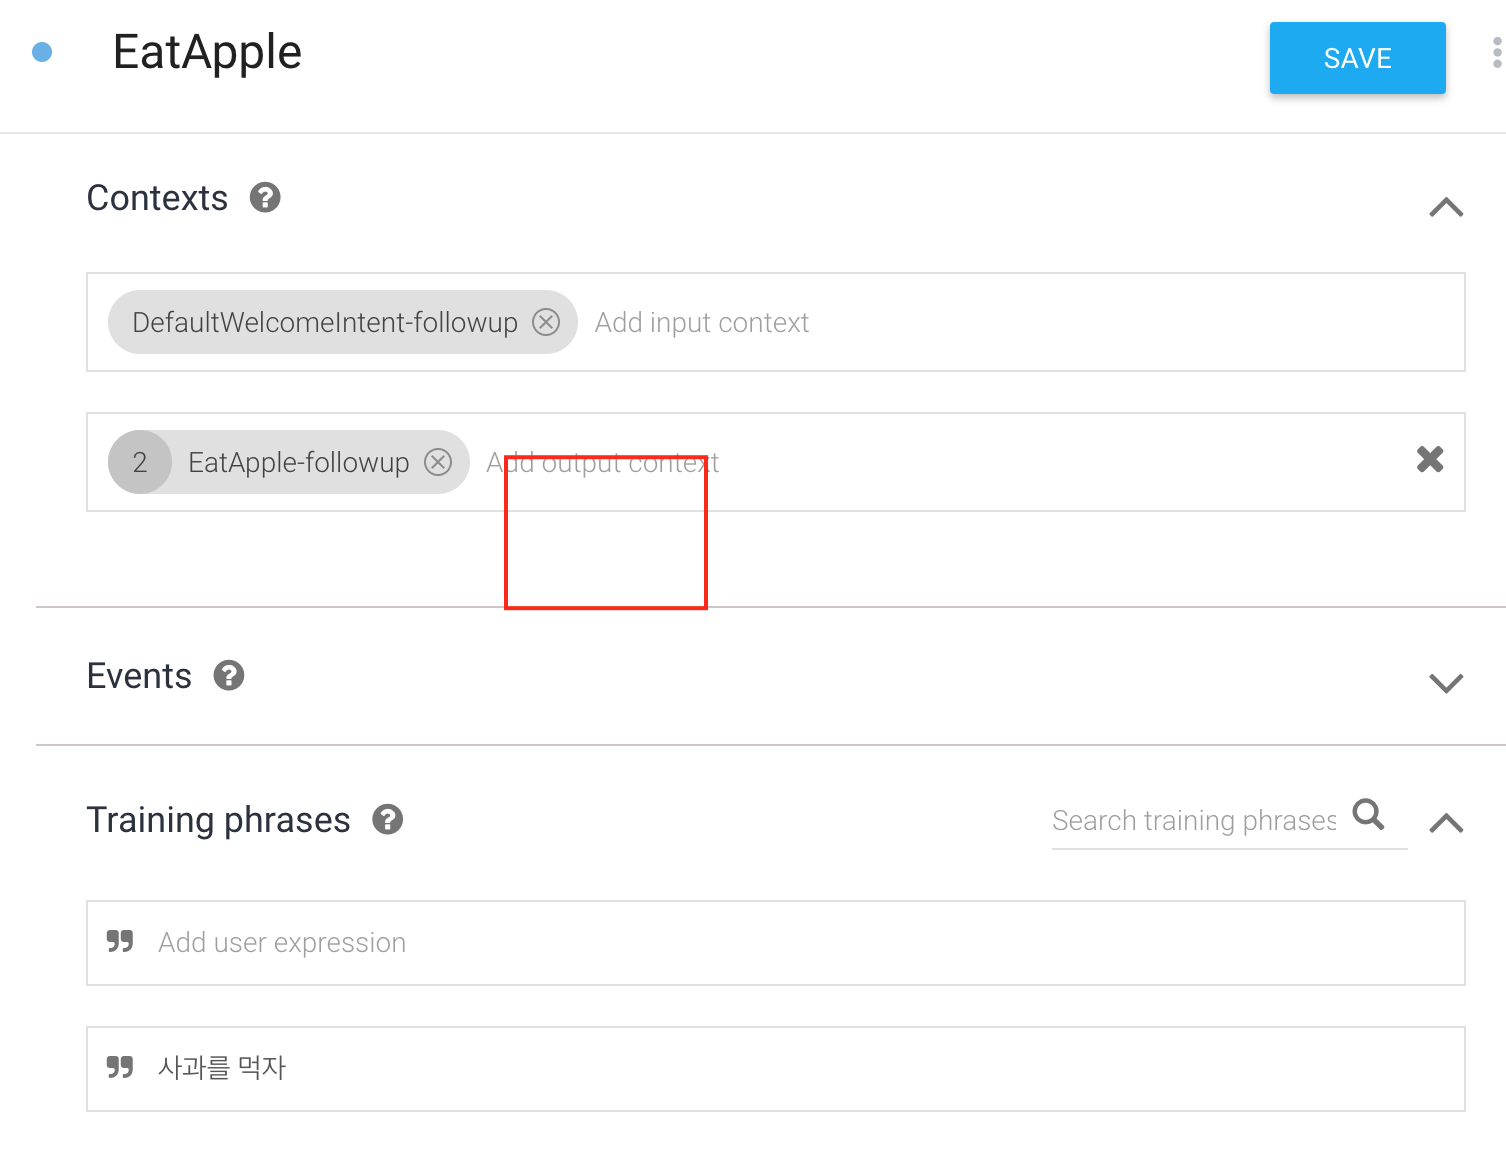 EatApple
SAVE
Contexts
DefaultWelcomeIntent-followup Add input context
2 EatApple-followup Add output context
Events
Training phrases Search training phrases
Add user expression
사과를 먹자